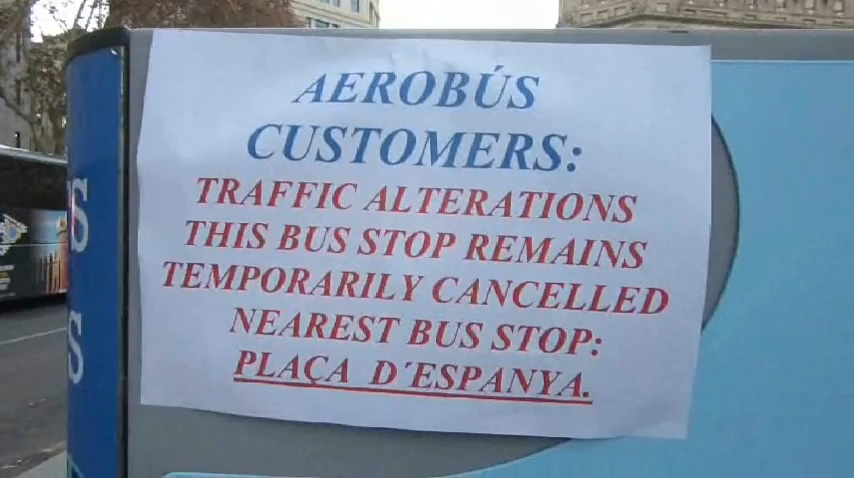 AEROBÚS
CUSTOMERS:
TRAFFIC ALTERATIONS
THIS BUS STOP REMAINS
TEMPORARILY CANCELLED
NEAREST BUS STOP:
PLAÇA D´ESPANYA.
S
S